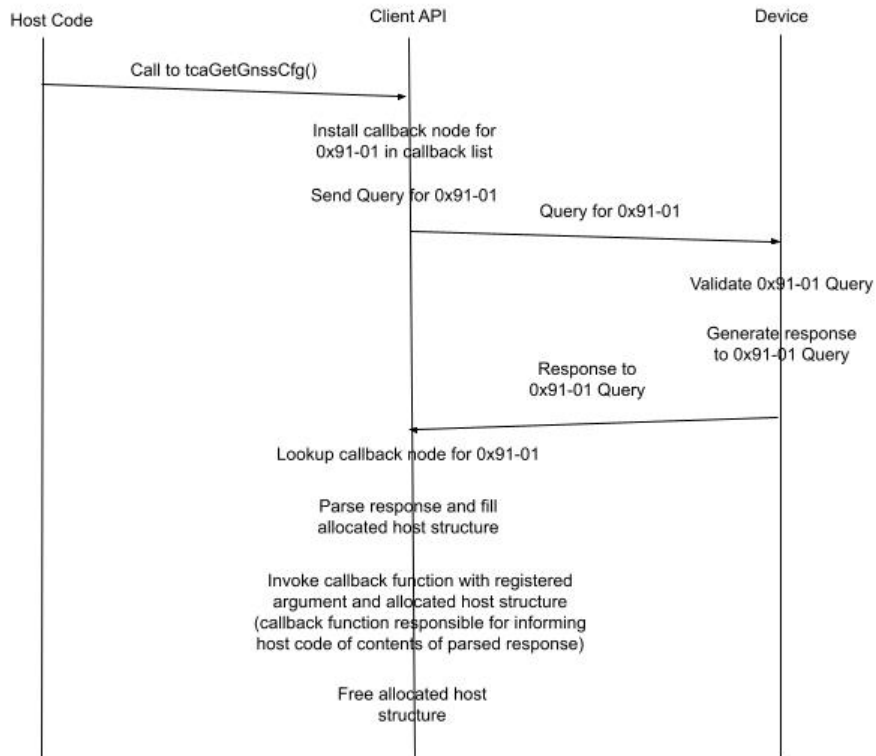 Host Code
Client API
Device
Call to tcaGetGnssCfg()
Install callback node for
0x91-01 in callback list
Send Query for 0x91-01
Query for 0x91-01
Validate 0x91-01 Query
Generate response
to 0x91-01 Query
Response to
0x91-01 Query
Lookup callback node for 0x91-01
Parse response and fill
allocated host structure
Invoke callback function with registered
argument and allocated host structure
(callback function responsible for informing
host code of contents of parsed response)
Free allocated host
structure